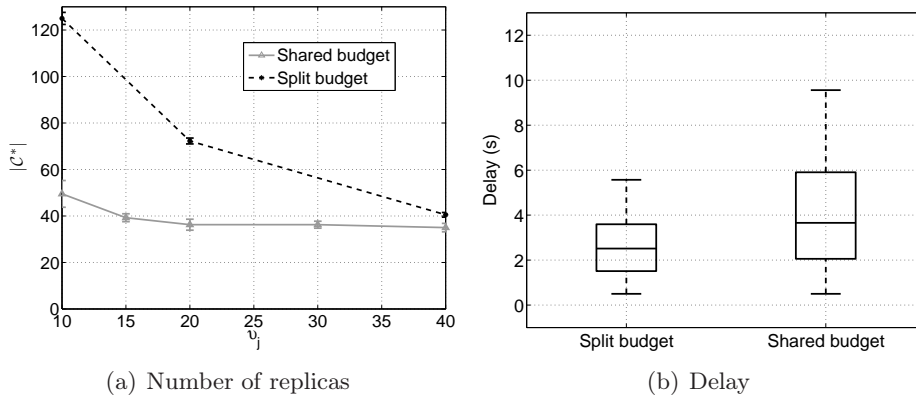 120
100
80
60
40
20
0
|C*|
10 15 20 25 30 35 40
υj
Shared budget
Split budget
(a) Number of replicas
12
10
8
6
4
2
0
Delay (s)
Split budget Shared budget
(b) Delay